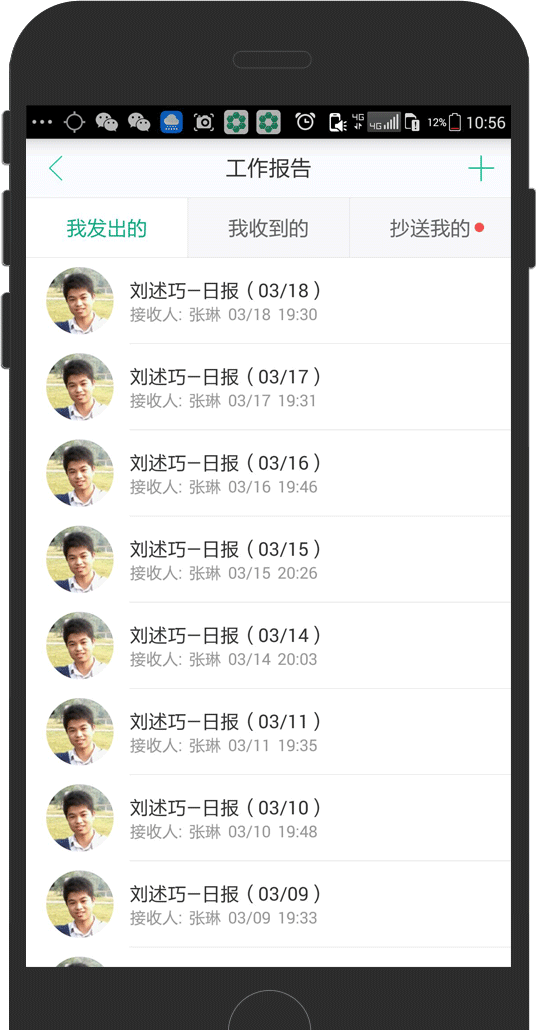 4G
4G
12%
10:56
工作报告
我发出的
我收到的
抄送我的
刘述巧—日报（03/18）
接收人: 张琳 03/18 19:30
刘述巧—日报（03/17）
接收人: 张琳 03/17 19:31
刘述巧—日报（03/16）
接收人: 张琳 03/16 19:46
刘述巧—日报（03/15）
接收人: 张琳 03/15 20:26
刘述巧—日报（03/14）
接收人: 张琳 03/14 20:03
刘述巧—日报（03/11）
接收人: 张琳 03/11 19:35
刘述巧—日报（03/10）
接收人: 张琳 03/10 19:48
刘述巧—日报（03/09）
接收人: 张琳 03/09 19:33